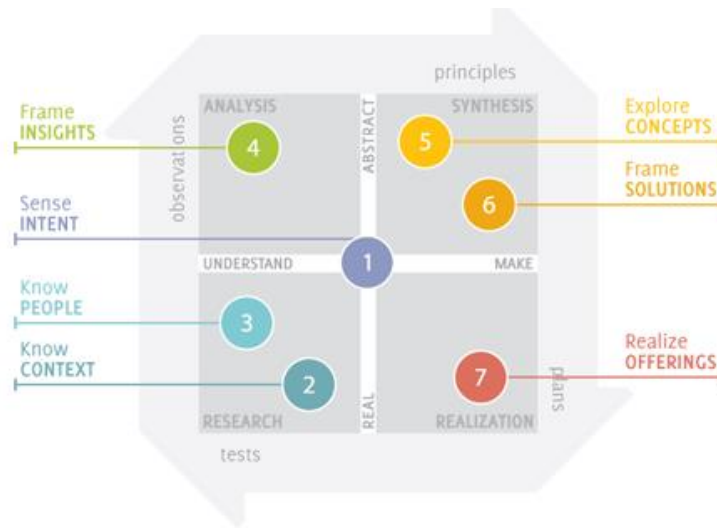 principles
Frame
INSIGHTS
observations
ANALYSIS
4
ABSTRACT
5
SYNTHESIS
Explore
CONCEPTS
6
Frame
SOLUTIONS
Sense
INTENT
UNDERSTAND
1
MAKE
Know
PEOPLE
3
Know
CONTEXT
2
RESEARCH
REAL
7
REALIZATION
Realize
OFFERINGS
plans
tests